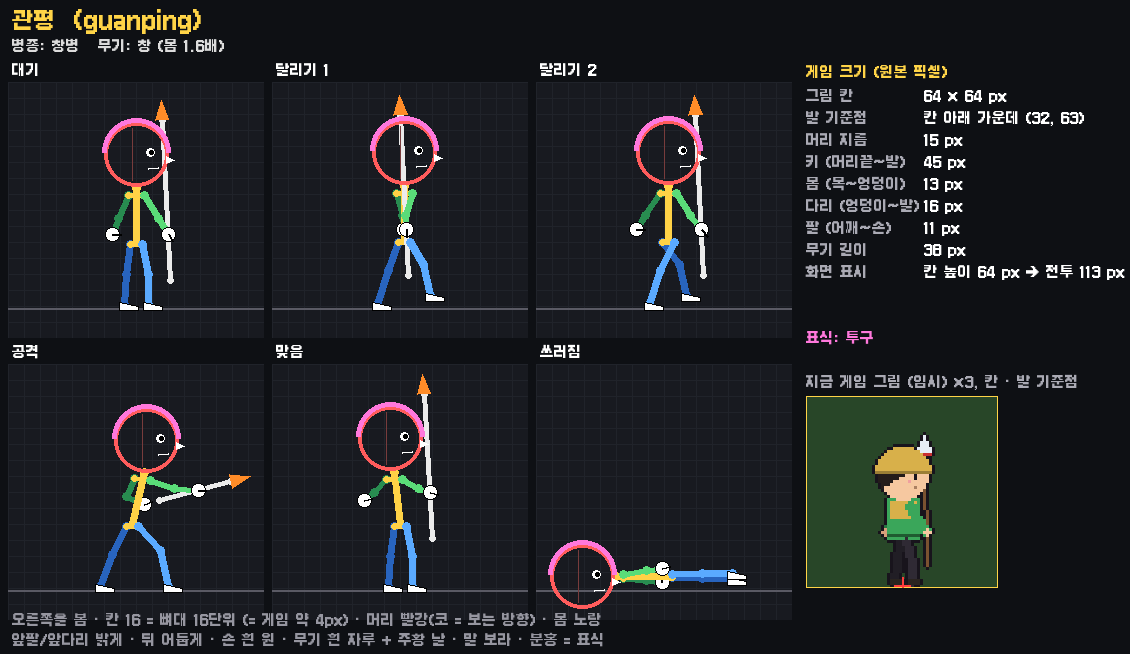 관평 (guanping)
병종: 창병 무기: 창 (몸 1.6배)
대기
달리기 1
달리기 2
공격
맞음
쓰러짐
게임 크기 (원본 픽셀)
그림 칸 64 × 64 px
발 기준점 칸 아래 가운데 (32, 63)
머리 지름 15 px
키 (머리끝~발) 45 px
몸 (목~엉덩이) 13 px
다리 (엉덩이~발) 16 px
팔 (어깨~손) 11 px
무기 길이 38 px
화면 표시 칸 높이 64 px → 전투 113 px
표식: 투구
지금 게임 그림 (임시) ×3, 칸 · 발 기준점
오른쪽을 봄 · 칸 16 = 뼈대 16단위 (= 게임 약 4px) · 머리 빨강(코 = 보는 방향) · 몸 노랑
앞팔/앞다리 밝게 · 뒤 어둡게 · 손 흰 원 · 무기 흰 자루 + 주황 날 · 말 보라 · 분홍 = 표식